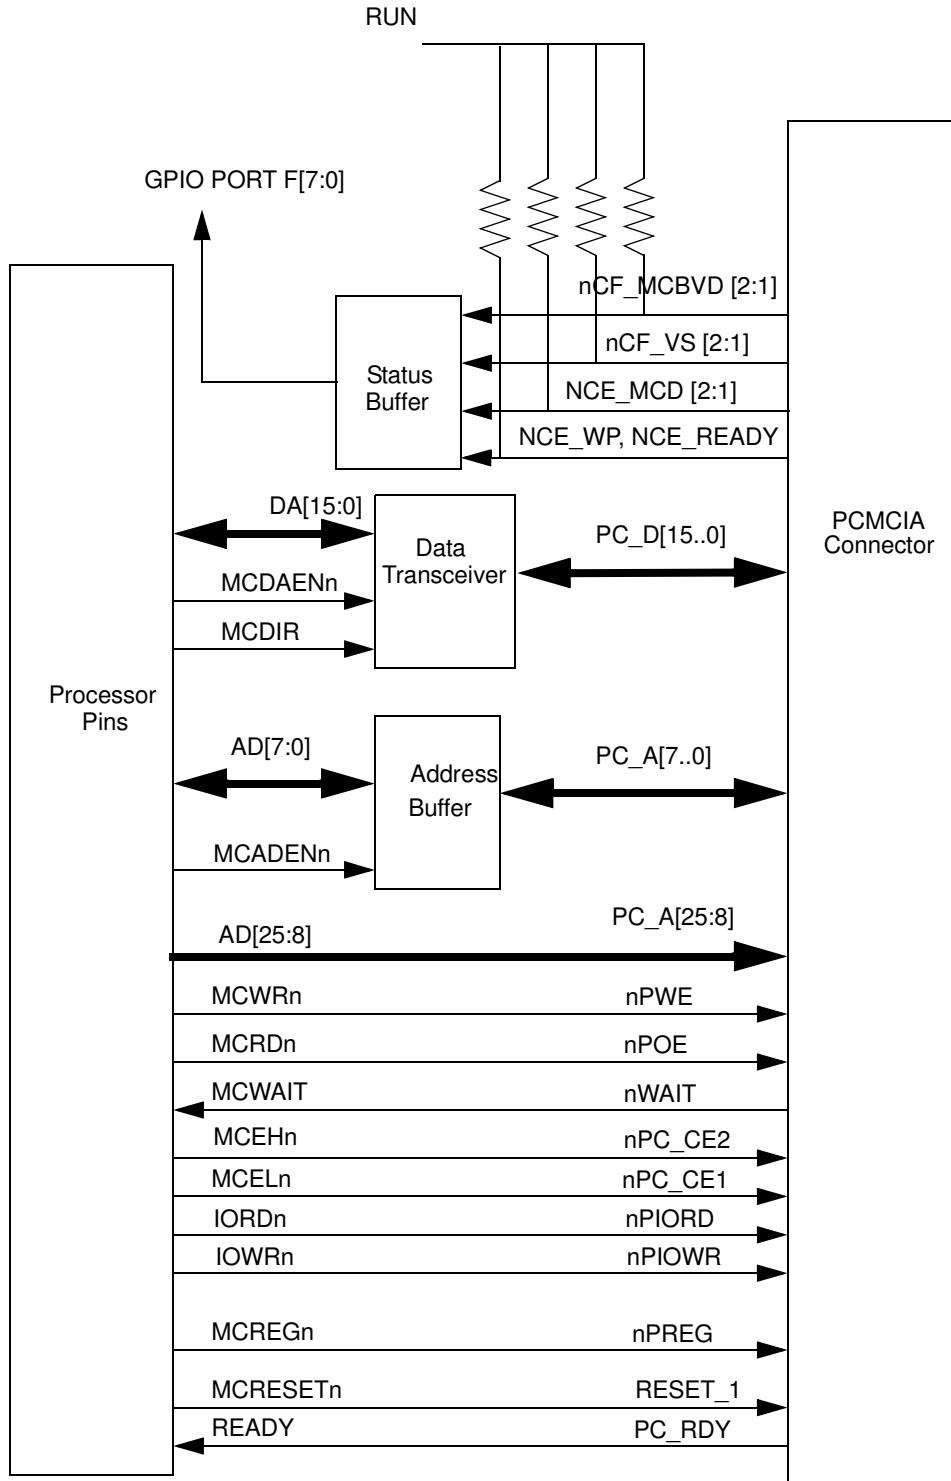 RUN
GPIO PORT F[7:0]
nCF_MCBVD [2:1]
nCF_VS [2:1]
Status
Buffer
NCE_MCD [2:1]
NCE_WP, NCE_READY
DA[15:0]
Data
Transceiver
PC_D[15..0]
PCMCIA
Connector
MCDAENn
MCDIR
Processor
Pins
AD[7:0]
Address
Buffer
PC_A[7..0]
MCADENn
AD[25:8]
PC_A[25:8]
MCWRn
nPWE
MCRDn
nPOE
MCWAIT
nWAIT
MCEHn
nPC_CE2
MCELn
nPC_CE1
IORDn
nPIORD
IOWRn
nPIOWR
MCREGn
nPREG
MCRESETn
RESET_1
READY
PC_RDY